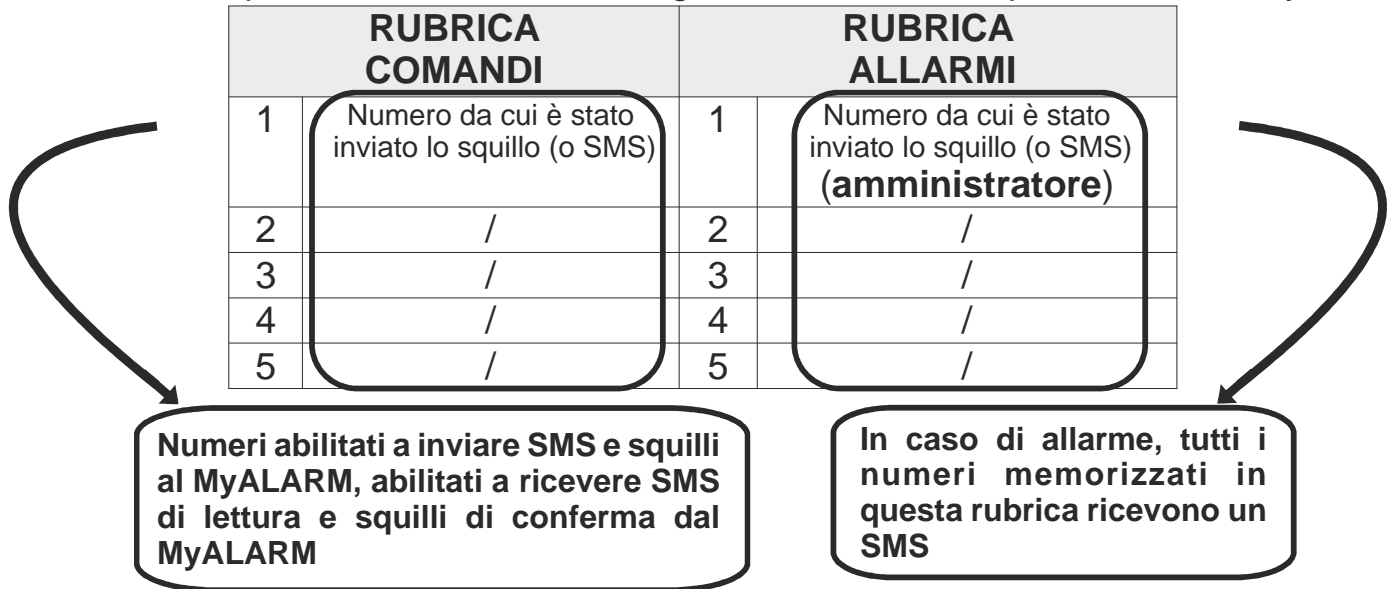 RUBRICA COMANDI
RUBRICA ALLARMI
1 Numero da cui è stato inviato lo squillo (o SMS)
1 Numero da cui è stato inviato lo squillo (o SMS) (amministratore)
2 / 2 /
3 / 3 /
4 / 4 /
5 / 5 /
Numeri abilitati a inviare SMS e squilli
al MyALARM, abilitati a ricevere SMS
di lettura e squilli di conferma dal
MyALARM
In caso di allarme, tutti i
numeri memorizzati in
questa rubrica ricevono un
SMS